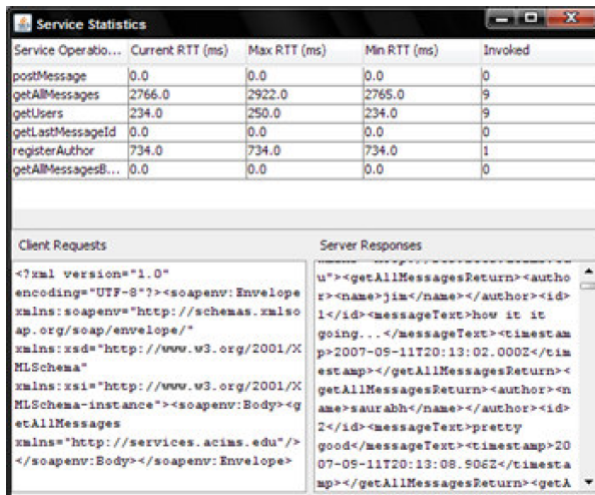 Service Statistics
Service Operatio... Current RTT (ms) Max RTT (ms) Min RTT (ms) Invoked
postMessage 0.0 0.0 0.0 0
getAllMessages 2766.0 2922.0 2765.0 9
getUsers 234.0 250.0 234.0 9
getLastMessageId 0.0 0.0 0.0 0
registerAuthor 734.0 734.0 734.0 1
getAllMessagesB... 0.0 0.0 0.0 0
Client Requests
<?xml version="1.0"
encoding="UTF-8"?><soapenv:Envelope
xmlns:soapenv="http://schemas.xmlso
ap.org/soap/envelope/"
xmlns:xsd="http://www.w3.org/2001/X
MLSchema"
xmlns:xsi="http://www.w3.org/2001/X
MLSchema-instance"><soapenv:Body><g
etAllMessages
xmlns="http://services.acims.edu"/>
</soapenv:Body></soapenv:Envelope>
Server Responses
u"><getAllMessagesReturn><autho
r><name>jim</name></author><id>
1</id><messageText>how it it
going...</messageText><timestam
p>2007-09-11T20:13:02.000Z</tim
estamp></getAllMessagesReturn><
getAllMessagesReturn><author><n
ame>saurabh</name></author><id>
2</id><messageText>pretty
good</messageText><timestamp>20
07-09-11T20:13:08.906Z</timesta
mp></getAllMessagesReturn><getA